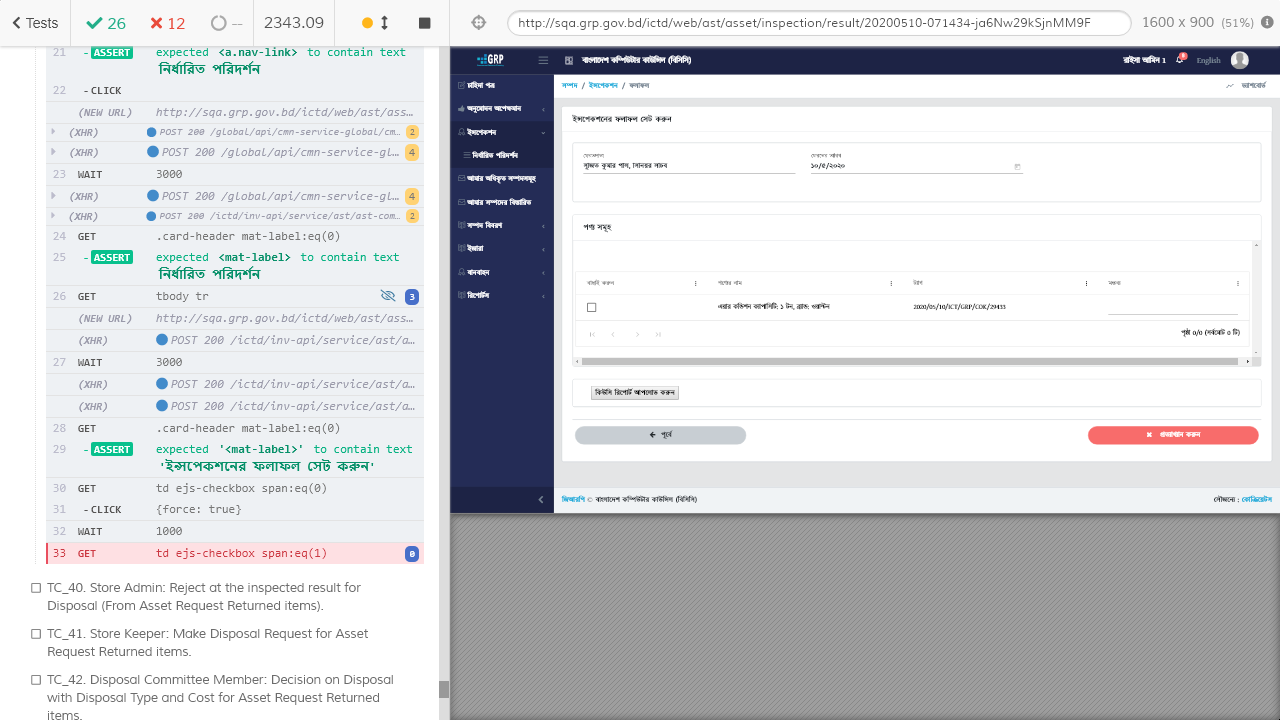 Tests 26 12 -- 2343.09
http://sqa.grp.gov.bd/ictd/web/ast/asset/inspection/result/20200510-071434-ja6Nw29kSjnMM9F 1600 x 900 (51%)
21 -ASSERT expected <a.nav-link> to contain text
নির্ধারিত পরিদর্শন
22 -CLICK
(NEW URL) http://sqa.grp.gov.bd/ictd/web/ast/ass…
(XHR) POST 200 /global/api/cmn-service-global/cm… 2
(XHR) POST 200 /global/api/cmn-service-gl… 4
23 WAIT 3000
(XHR) POST 200 /global/api/cmn-service-gl… 4
(XHR) POST 200 /ictd/inv-api/service/ast/ast-com… 2
24 GET .card-header mat-label:eq(0)
25 -ASSERT expected <mat-label> to contain text
নির্ধারিত পরিদর্শন
26 GET tbody tr 3
(NEW URL) http://sqa.grp.gov.bd/ictd/web/ast/ass…
(XHR) POST 200 /ictd/inv-api/service/ast/a…
27 WAIT 3000
(XHR) POST 200 /ictd/inv-api/service/ast/a…
(XHR) POST 200 /ictd/inv-api/service/ast/a…
28 GET .card-header mat-label:eq(0)
29 -ASSERT expected '<mat-label>' to contain text
'ইন্সপেকশনের ফলাফল সেট করুন'
30 GET td ejs-checkbox span:eq(0)
31 -CLICK {force: true}
32 WAIT 1000
33 GET td ejs-checkbox span:eq(1) 0
TC_40. Store Admin: Reject at the inspected result for
Disposal (From Asset Request Returned items).
TC_41. Store Keeper: Make Disposal Request for Asset
Request Returned items.
TC_42. Disposal Committee Member: Decision on Disposal
with Disposal Type and Cost for Asset Request Returned
items.
GRP বাংলাদেশ কম্পিউটার কাউন্সিল (বিসিসি) রাইয়া আমিন 1 English
চাহিদা পত্র
অনুমোদন অপেক্ষমান
ইন্সপেকশন
নির্ধারিত পরিদর্শন
আমার অধিকৃত সম্পদসমূহ
আমার সম্পদের বিস্তারিত
সম্পদ বিবরণ
ইজারা
যানবাহন
রিপোর্টস
সম্পদ / ইন্সপেকশন / ফলাফল ড্যাশবোর্ড
ইন্সপেকশনের ফলাফল সেট করুন
সুজিত কুমার পাল, সিনিয়র সচিব ১০/৫/২০২০
পণ্য সমূহ
বাছাই করুন পণ্যের নাম ট্যাগ মন্তব্য
এয়ার কন্ডিশন ক্যাপাসিটি: ১ টন, ব্র্যান্ড: ওয়ালটন 2020/05/10/ICT/GRP/COK/29433
পৃষ্ঠা ০/০ (সর্বমোট ০ টি)
কিউসি রিপোর্ট আপলোড করুন
পূর্বে প্রত্যাখ্যান করুন
জিআরপি © বাংলাদেশ কম্পিউটার কাউন্সিল (বিসিসি) সৌজন্যে :